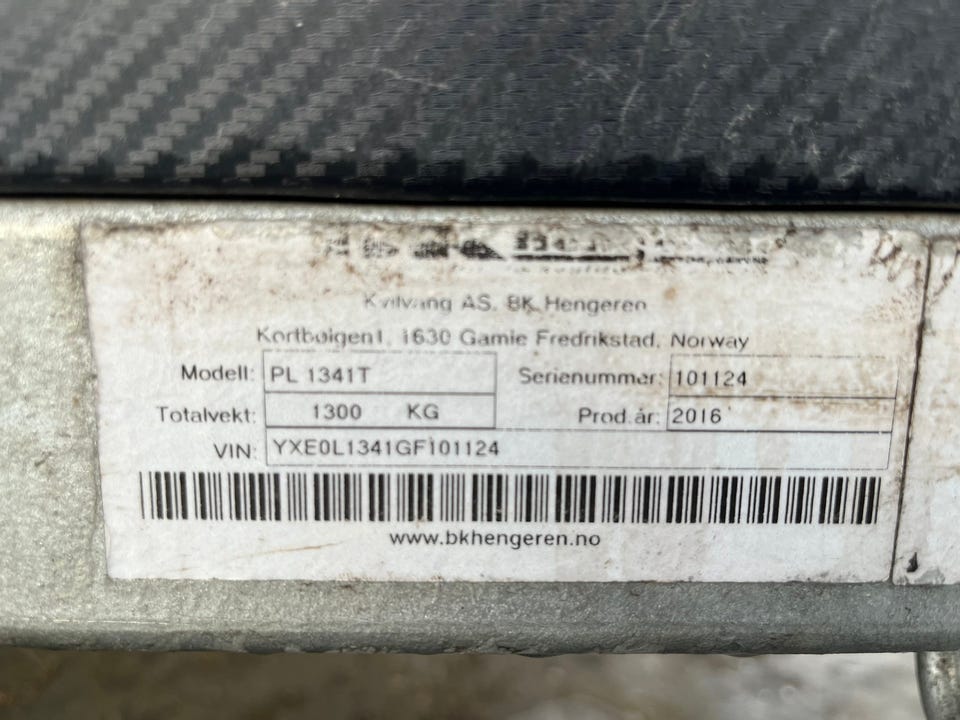 Kvilvang AS. BK Hengeren
Kortbøigen1, 1630 Gamle Fredrikstad, Norway
Modell: PL 1341T Serienummer: 101124
Totalvekt: 1300 KG Prod.år: 2016
VIN: YXE0L1341GF101124
www.bkhengeren.no